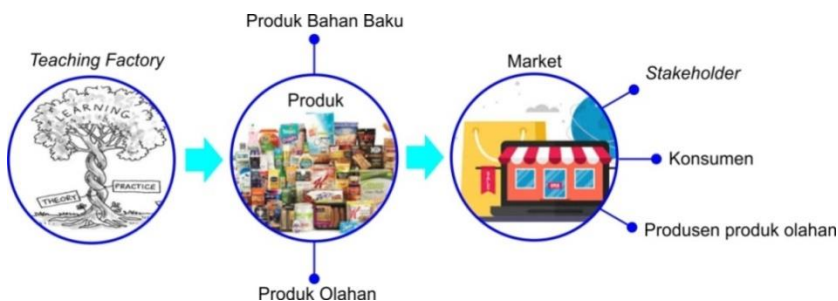 Teaching Factory
LEARNING
THEORY
PRACTICE
Produk Bahan Baku
Produk
Produk Olahan
Market
Stakeholder
Konsumen
Produsen produk olahan